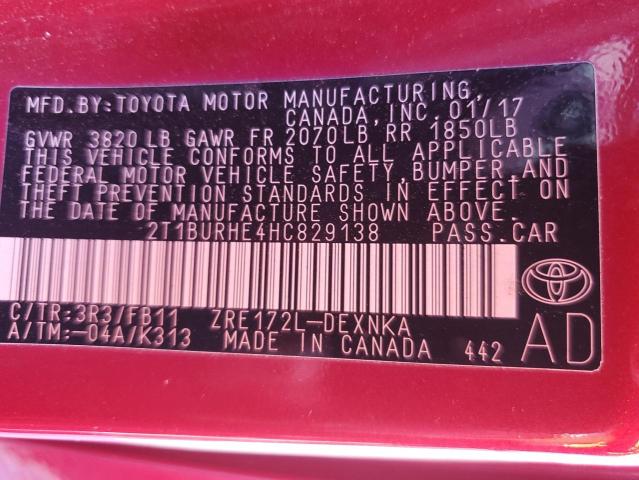 MFD.BY:TOYOTA MOTOR MANUFACTURING,
CANADA, INC. 01/17
GVWR 3820 LB GAWR FR 2070LB, RR 1850LB
THIS VEHICLE CONFORMS TO ALL APPLICABLE
FEDERAL MOTOR VEHICLE SAFETY, BUMPER, AND
THEFT PREVENTION STANDARDS IN EFFECT ON
THE DATE OF MANUFACTURE SHOWN ABOVE.
2T1BURHE4HC829138 PASS.CAR
C/TR:3R3/FB11 ZRE172L-DEXNKA
A/TM:-04A/K313 MADE IN CANADA 442
TOYOTA
AD